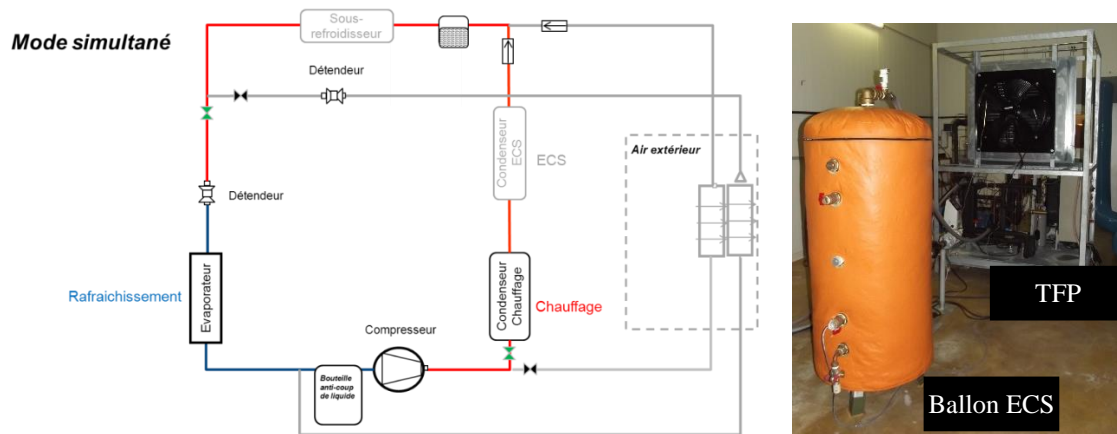 Mode simultané
Sous-
refroidisseur
Détendeur
Condenseur
ECS
ECS
Air extérieur
Détendeur
Evaporateur
Rafraichissement
Condenseur
Chauffage
Chauffage
Compresseur
Bouteille
anti-coup
de liquide
TFP
Ballon ECS